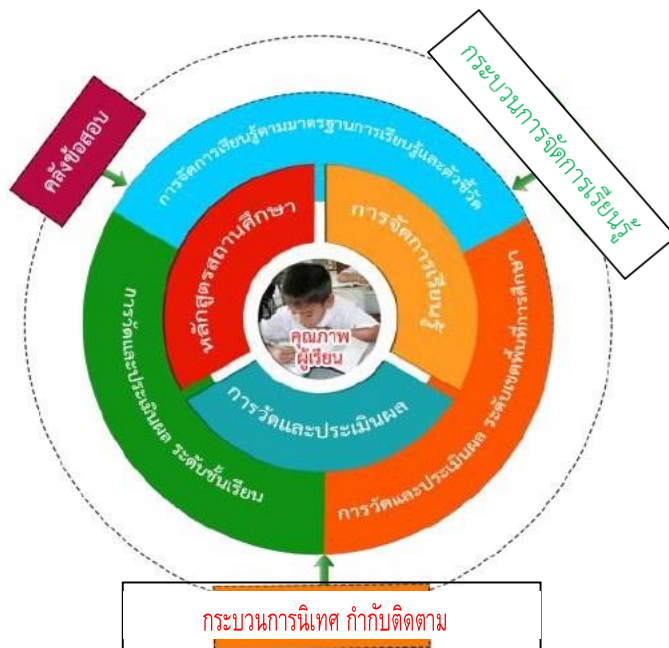 กระบวนการจัดการเรียนรู้
คลังข้อสอบ
การจัดการเรียนรู้ตามมาตรฐานการเรียนรู้และตัวชี้วัด
หลักสูตรสถานศึกษา
การจัดการเรียนรู้
คุณภาพ
ผู้เรียน
การวัดและประเมินผล
การวัดและประเมินผล ระดับชั้นเรียน
การวัดและประเมินผล ระดับเขตพื้นที่การศึกษา
กระบวนการนิเทศ กำกับติดตาม